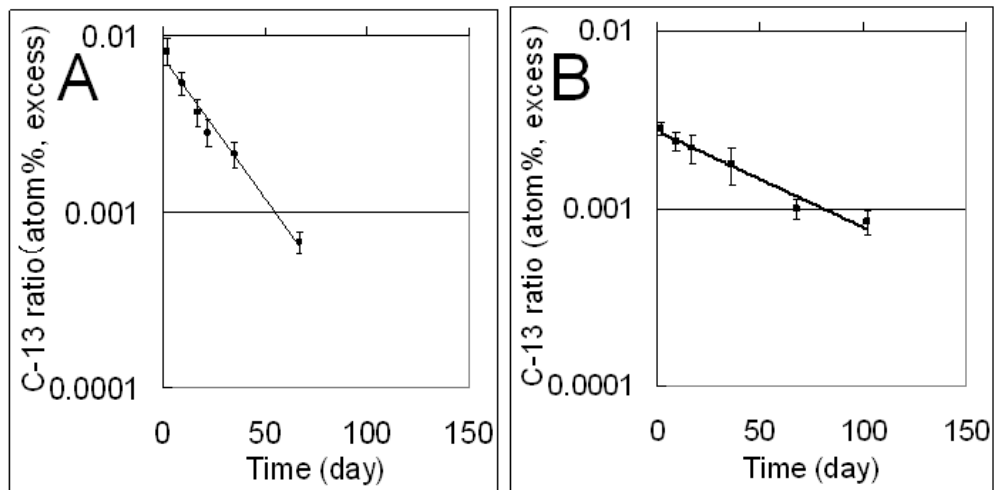 A
C-13 ratio(atom%, excess)
0.01
0.001
0.0001
0 50 100 150
Time (day)
B
C-13 ratio (atom%, excess)
0.01
0.001
0.0001
0 50 100 150
Time (day)